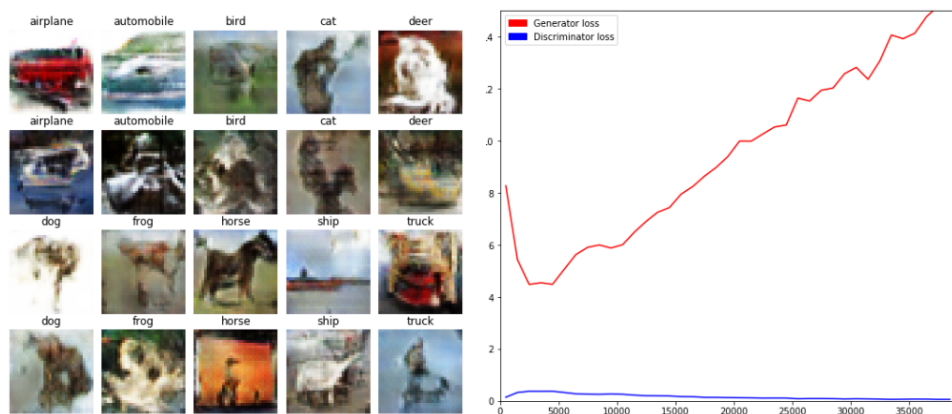 airplane automobile bird cat deer
airplane automobile bird cat deer
dog frog horse ship truck
dog frog horse ship truck
Generator loss
Discriminator loss
.4
.2
.0
8
6
4
2
0
0 5000 10000 15000 20000 25000 30000 35000